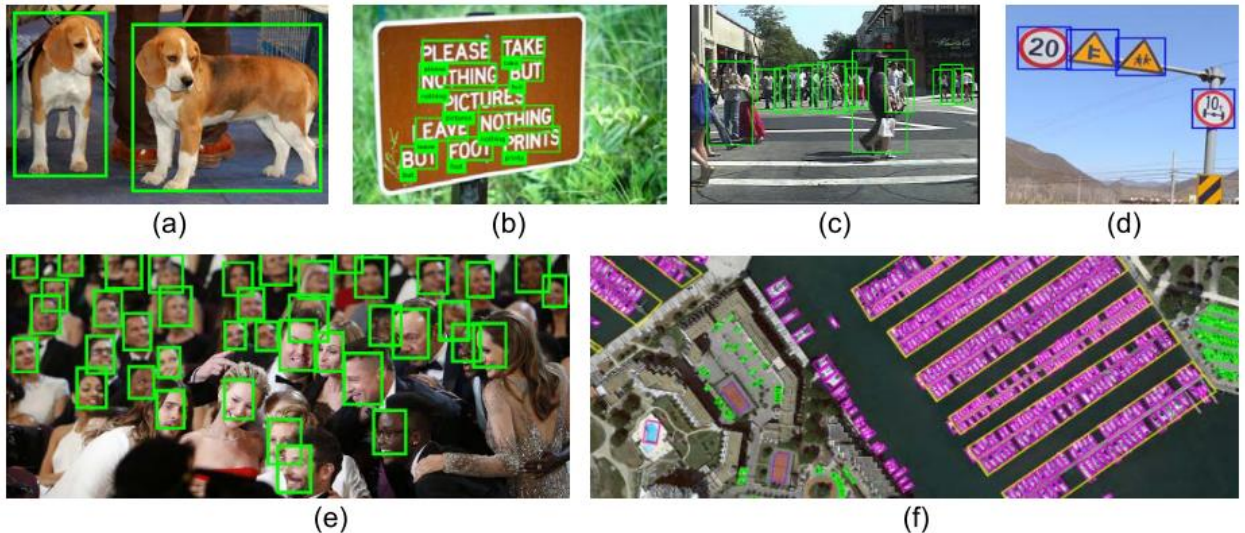 PLEASE TAKE
NOTHING BUT
PICTURES
LEAVE NOTHING
BUT FOOT PRINTS
20
10
(a)
(b)
(c)
(d)
(e)
(f)